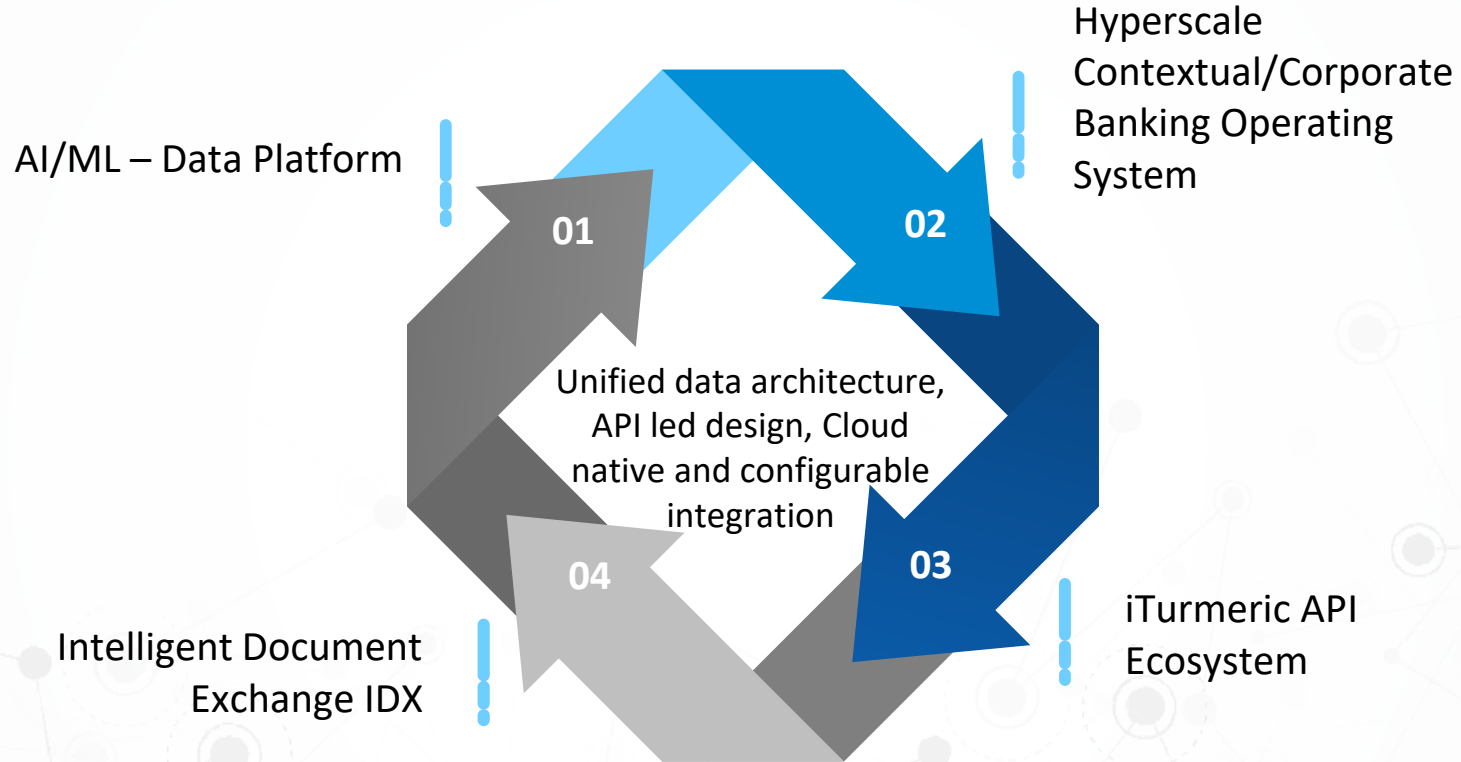 AI/ML – Data Platform
01
Hyperscale
Contextual/Corporate
Banking Operating
System
02
Unified data architecture,
API led design, Cloud
native and configurable
integration
03
iTurmeric API
Ecosystem
04
Intelligent Document
Exchange IDX